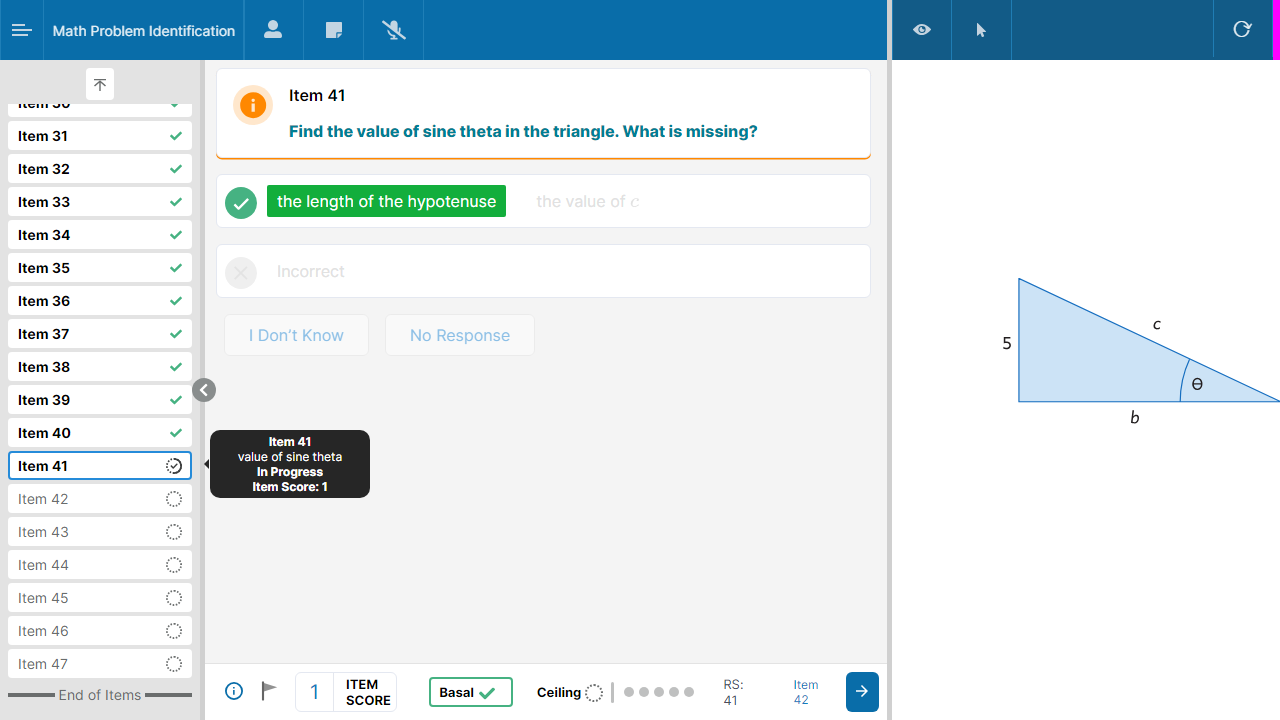 Math Problem Identification
Item 30
Item 31
Item 32
Item 33
Item 34
Item 35
Item 36
Item 37
Item 38
Item 39
Item 40
Item 41
Item 42
Item 43
Item 44
Item 45
Item 46
Item 47
End of Items
Item 41
Find the value of sine theta in the triangle. What is missing?
the length of the hypotenuse
the value of c
Incorrect
I Don't Know
No Response
Item 41
value of sine theta
In Progress
Item Score: 1
1
ITEM
SCORE
Basal
Ceiling
RS:
41
Item
42
5
c
θ
b